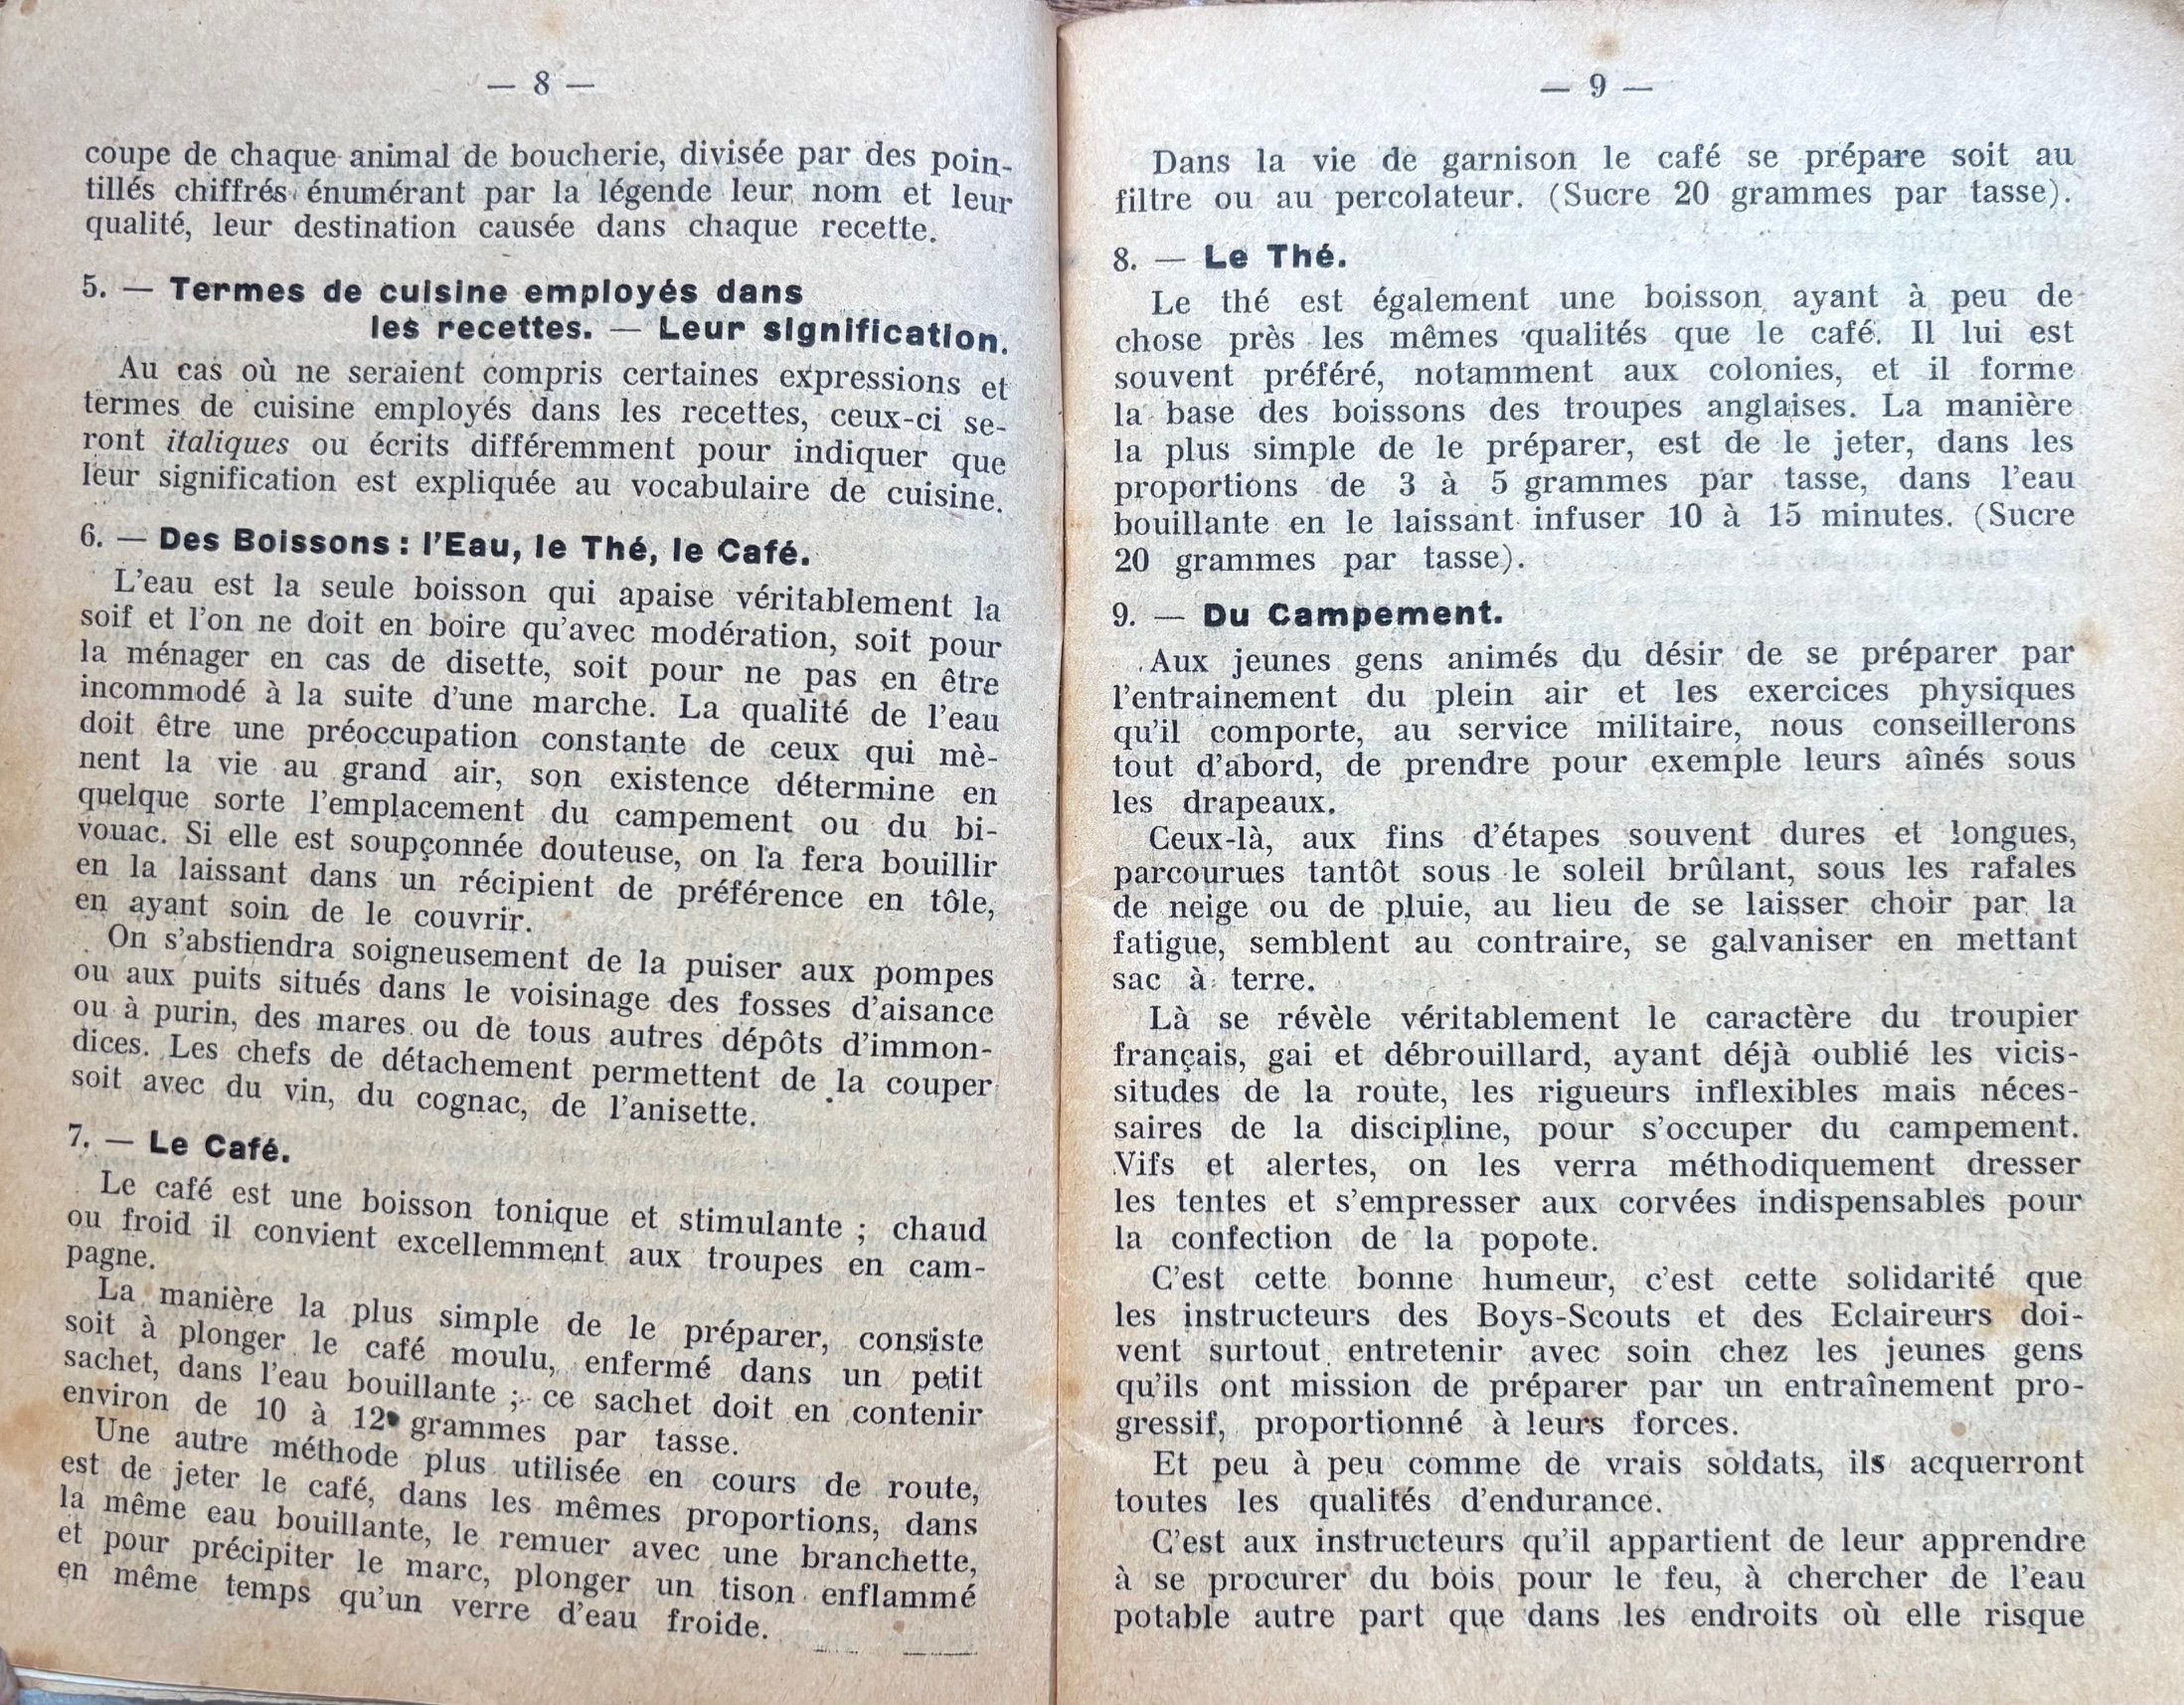 — 8 —
coupe de chaque animal de boucherie, divisée par des poin-
tillés chiffrés énumérant par la légende leur nom et leur
qualité, leur destination causée dans chaque recette.
5. — Termes de cuisine employés dans
les recettes. — Leur signification.
Au cas où ne seraient compris certaines expressions et
termes de cuisine employés dans les recettes, ceux-ci se-
ront italiques ou écrits différemment pour indiquer que
leur signification est expliquée au vocabulaire de cuisine.
6. — Des Boissons : l'Eau, le Thé, le Café.
L'eau est la seule boisson qui apaise véritablement la
soif et l'on ne doit en boire qu'avec modération, soit pour
la ménager en cas de disette, soit pour ne pas en être
incommodé à la suite d'une marche. La qualité de l'eau
doit être une préoccupation constante de ceux qui mè-
nent la vie au grand air, son existence détermine en
quelque sorte l'emplacement du campement ou du bi-
vouac. Si elle est soupçonnée douteuse, on la fera bouillir
en la laissant dans un récipient de préférence en tôle,
en ayant soin de le couvrir.
On s'abstiendra soigneusement de la puiser aux pompes
ou aux puits situés dans le voisinage des fosses d'aisance
ou à purin, des mares ou de tous autres dépôts d'immon-
dices. Les chefs de détachement permettent de la couper
soit avec du vin, du cognac, de l'anisette.
7. — Le Café.
Le café est une boisson tonique et stimulante ; chaud
ou froid il convient excellemment aux troupes en cam-
pagne.
La manière la plus simple de le préparer, consiste
soit à plonger le café moulu, enfermé dans un petit
sachet, dans l'eau bouillante ; ce sachet doit en contenir
environ de 10 à 12 grammes par tasse.
Une autre méthode plus utilisée en cours de route,
est de jeter le café, dans les mêmes proportions, dans
la même eau bouillante, le remuer avec une branchette,
et pour précipiter le marc, plonger un tison enflammé
en même temps qu'un verre d'eau froide.
— 9 —
Dans la vie de garnison le café se prépare soit au
filtre ou au percolateur. (Sucre 20 grammes par tasse).
8. — Le Thé.
Le thé est également une boisson ayant à peu de
chose près les mêmes qualités que le café. Il lui est
souvent préféré, notamment aux colonies, et il forme
la base des boissons des troupes anglaises. La manière
la plus simple de le préparer, est de le jeter, dans les
proportions de 3 à 5 grammes par tasse, dans l'eau
bouillante en le laissant infuser 10 à 15 minutes. (Sucre
20 grammes par tasse).
9. — Du Campement.
Aux jeunes gens animés du désir de se préparer par
l'entrainement du plein air et les exercices physiques
qu'il comporte, au service militaire, nous conseillerons
tout d'abord, de prendre pour exemple leurs aînés sous
les drapeaux.
Ceux-là, aux fins d'étapes souvent dures et longues,
parcourues tantôt sous le soleil brûlant, sous les rafales
de neige ou de pluie, au lieu de se laisser choir par la
fatigue, semblent au contraire, se galvaniser en mettant
sac à terre.
Là se révèle véritablement le caractère du troupier
français, gai et débrouillard, ayant déjà oublié les vicis-
situdes de la route, les rigueurs inflexibles mais néces-
saires de la discipline, pour s'occuper du campement.
Vifs et alertes, on les verra méthodiquement dresser
les tentes et s'empresser aux corvées indispensables pour
la confection de la popote.
C'est cette bonne humeur, c'est cette solidarité que
les instructeurs des Boys-Scouts et des Eclaireurs doi-
vent surtout entretenir avec soin chez les jeunes gens
qu'ils ont mission de préparer par un entraînement pro-
gressif, proportionné à leurs forces.
Et peu à peu comme de vrais soldats, ils acquerront
toutes les qualités d'endurance.
C'est aux instructeurs qu'il appartient de leur apprendre
à se procurer du bois pour le feu, à chercher de l'eau
potable autre part que dans les endroits où elle risque